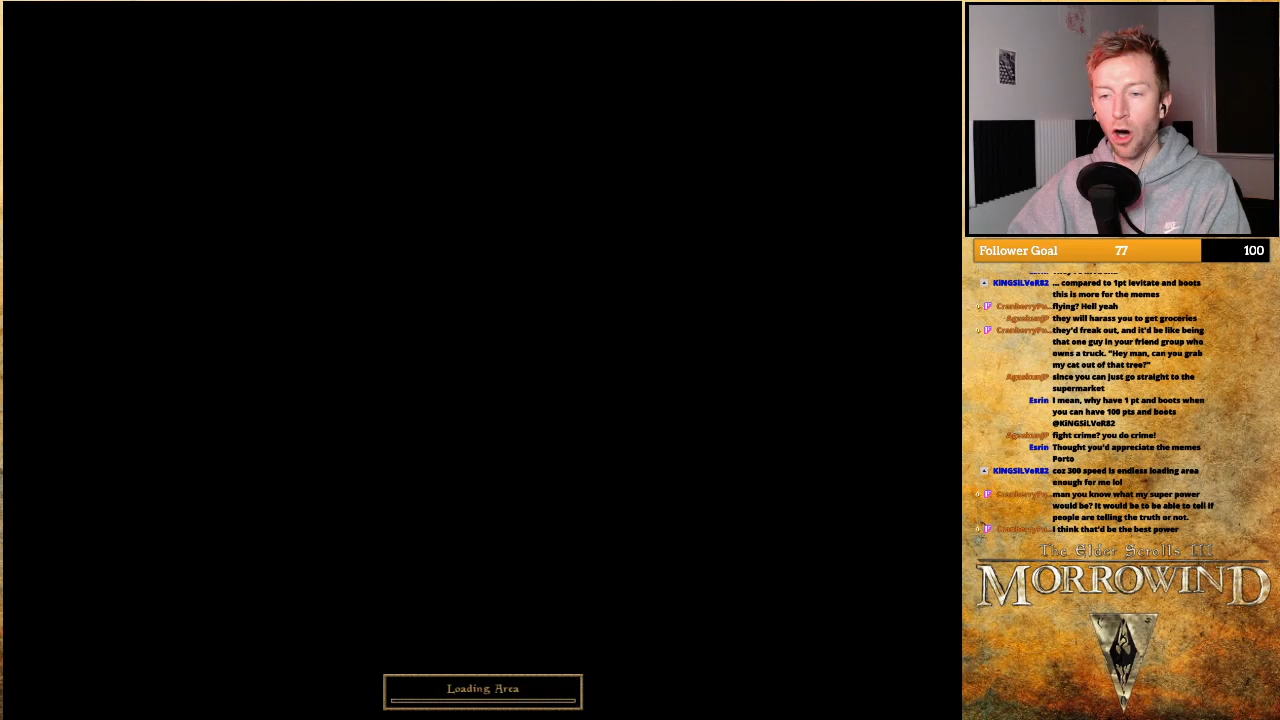 Follower Goal 77 100
KiNGSiLVeR82 ... compared to 1pt levitate and boots
this is more for the memes
CranberryPu... flying? Hell yeah
they will harass you to get groceries
CranberryPu... they'd freak out, and it'd be like being
that one guy in your friend group who
owns a truck. "Hey man, can you grab
my cat out of that tree?"
since you can just go straight to the
supermarket
Esrin I mean, why have 1 pt and boots when
you can have 100 pts and boots
@KiNGSiLVeR82
fight crime? you do crime!
Esrin Thought you'd appreciate the memes
Porto
KiNGSiLVeR82 coz 300 speed is endless loading area
enough for me lol
CranberryPu... man you know what my super power
would be? It would be to be able to tell if
people are telling the truth or not.
CranberryPu... I think that'd be the best power
The Elder Scrolls III
MORROWIND
Loading Area